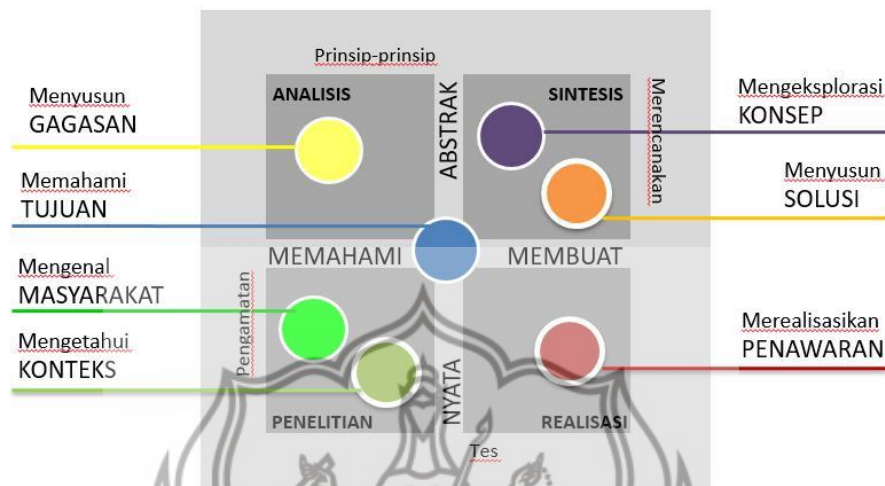 Prinsip-prinsip
Menyusun
GAGASAN
Memahami
TUJUAN
Mengenal
MASYARAKAT
Mengetahui
KONTEKS
ANALISIS
SINTESIS
ABSTRAK
Merencanakan
MEMAHAMI
MEMBUAT
Pengamatan
NYATA
PENELITIAN
REALISASI
Tes
Mengeksplorasi
KONSEP
Menyusun
SOLUSI
Merealisasikan
PENAWARAN